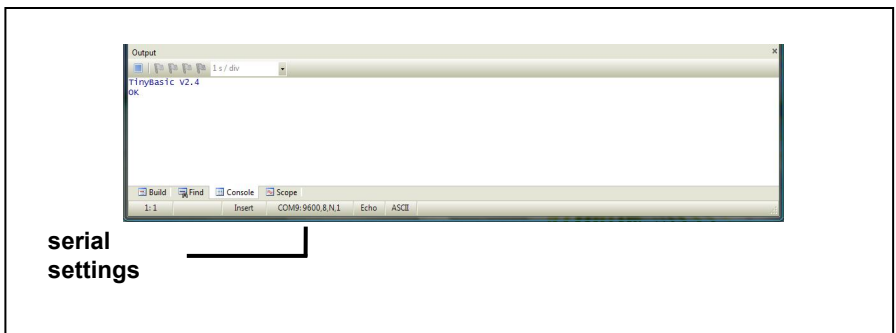 Output
×
1 s / div
TinyBasic v2.4
OK
Build Find Console Scope
1: 1 Insert COM9: 9600,8,N,1 Echo ASCII
serial
settings